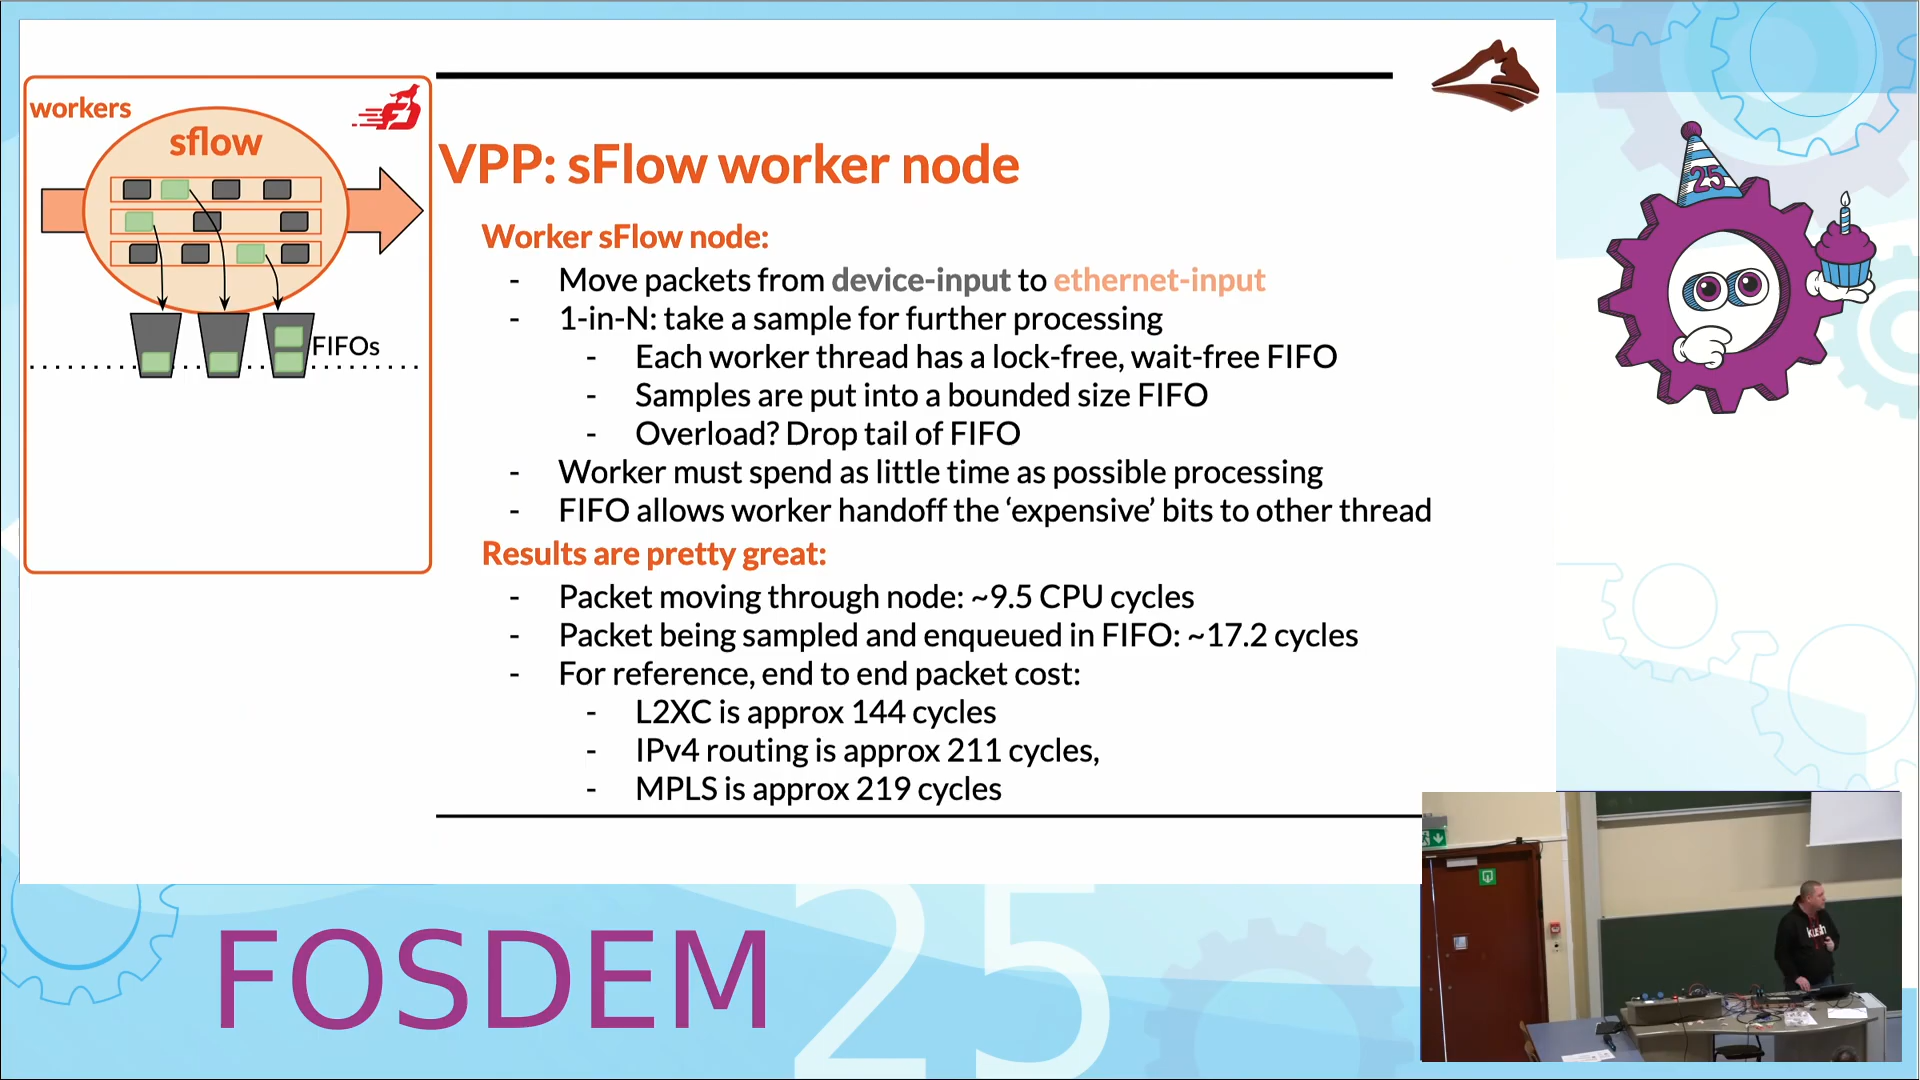 workers
sflow
FIFOs
VPP: sFlow worker node
Worker sFlow node:
- Move packets from device-input to ethernet-input
- 1-in-N: take a sample for further processing
- Each worker thread has a lock-free, wait-free FIFO
- Samples are put into a bounded size FIFO
- Overload? Drop tail of FIFO
- Worker must spend as little time as possible processing
- FIFO allows worker handoff the ‘expensive’ bits to other thread
Results are pretty great:
- Packet moving through node: ~9.5 CPU cycles
- Packet being sampled and enqueued in FIFO: ~17.2 cycles
- For reference, end to end packet cost:
- L2XC is approx 144 cycles
- IPv4 routing is approx 211 cycles,
- MPLS is approx 219 cycles
25
FOSDEM 25